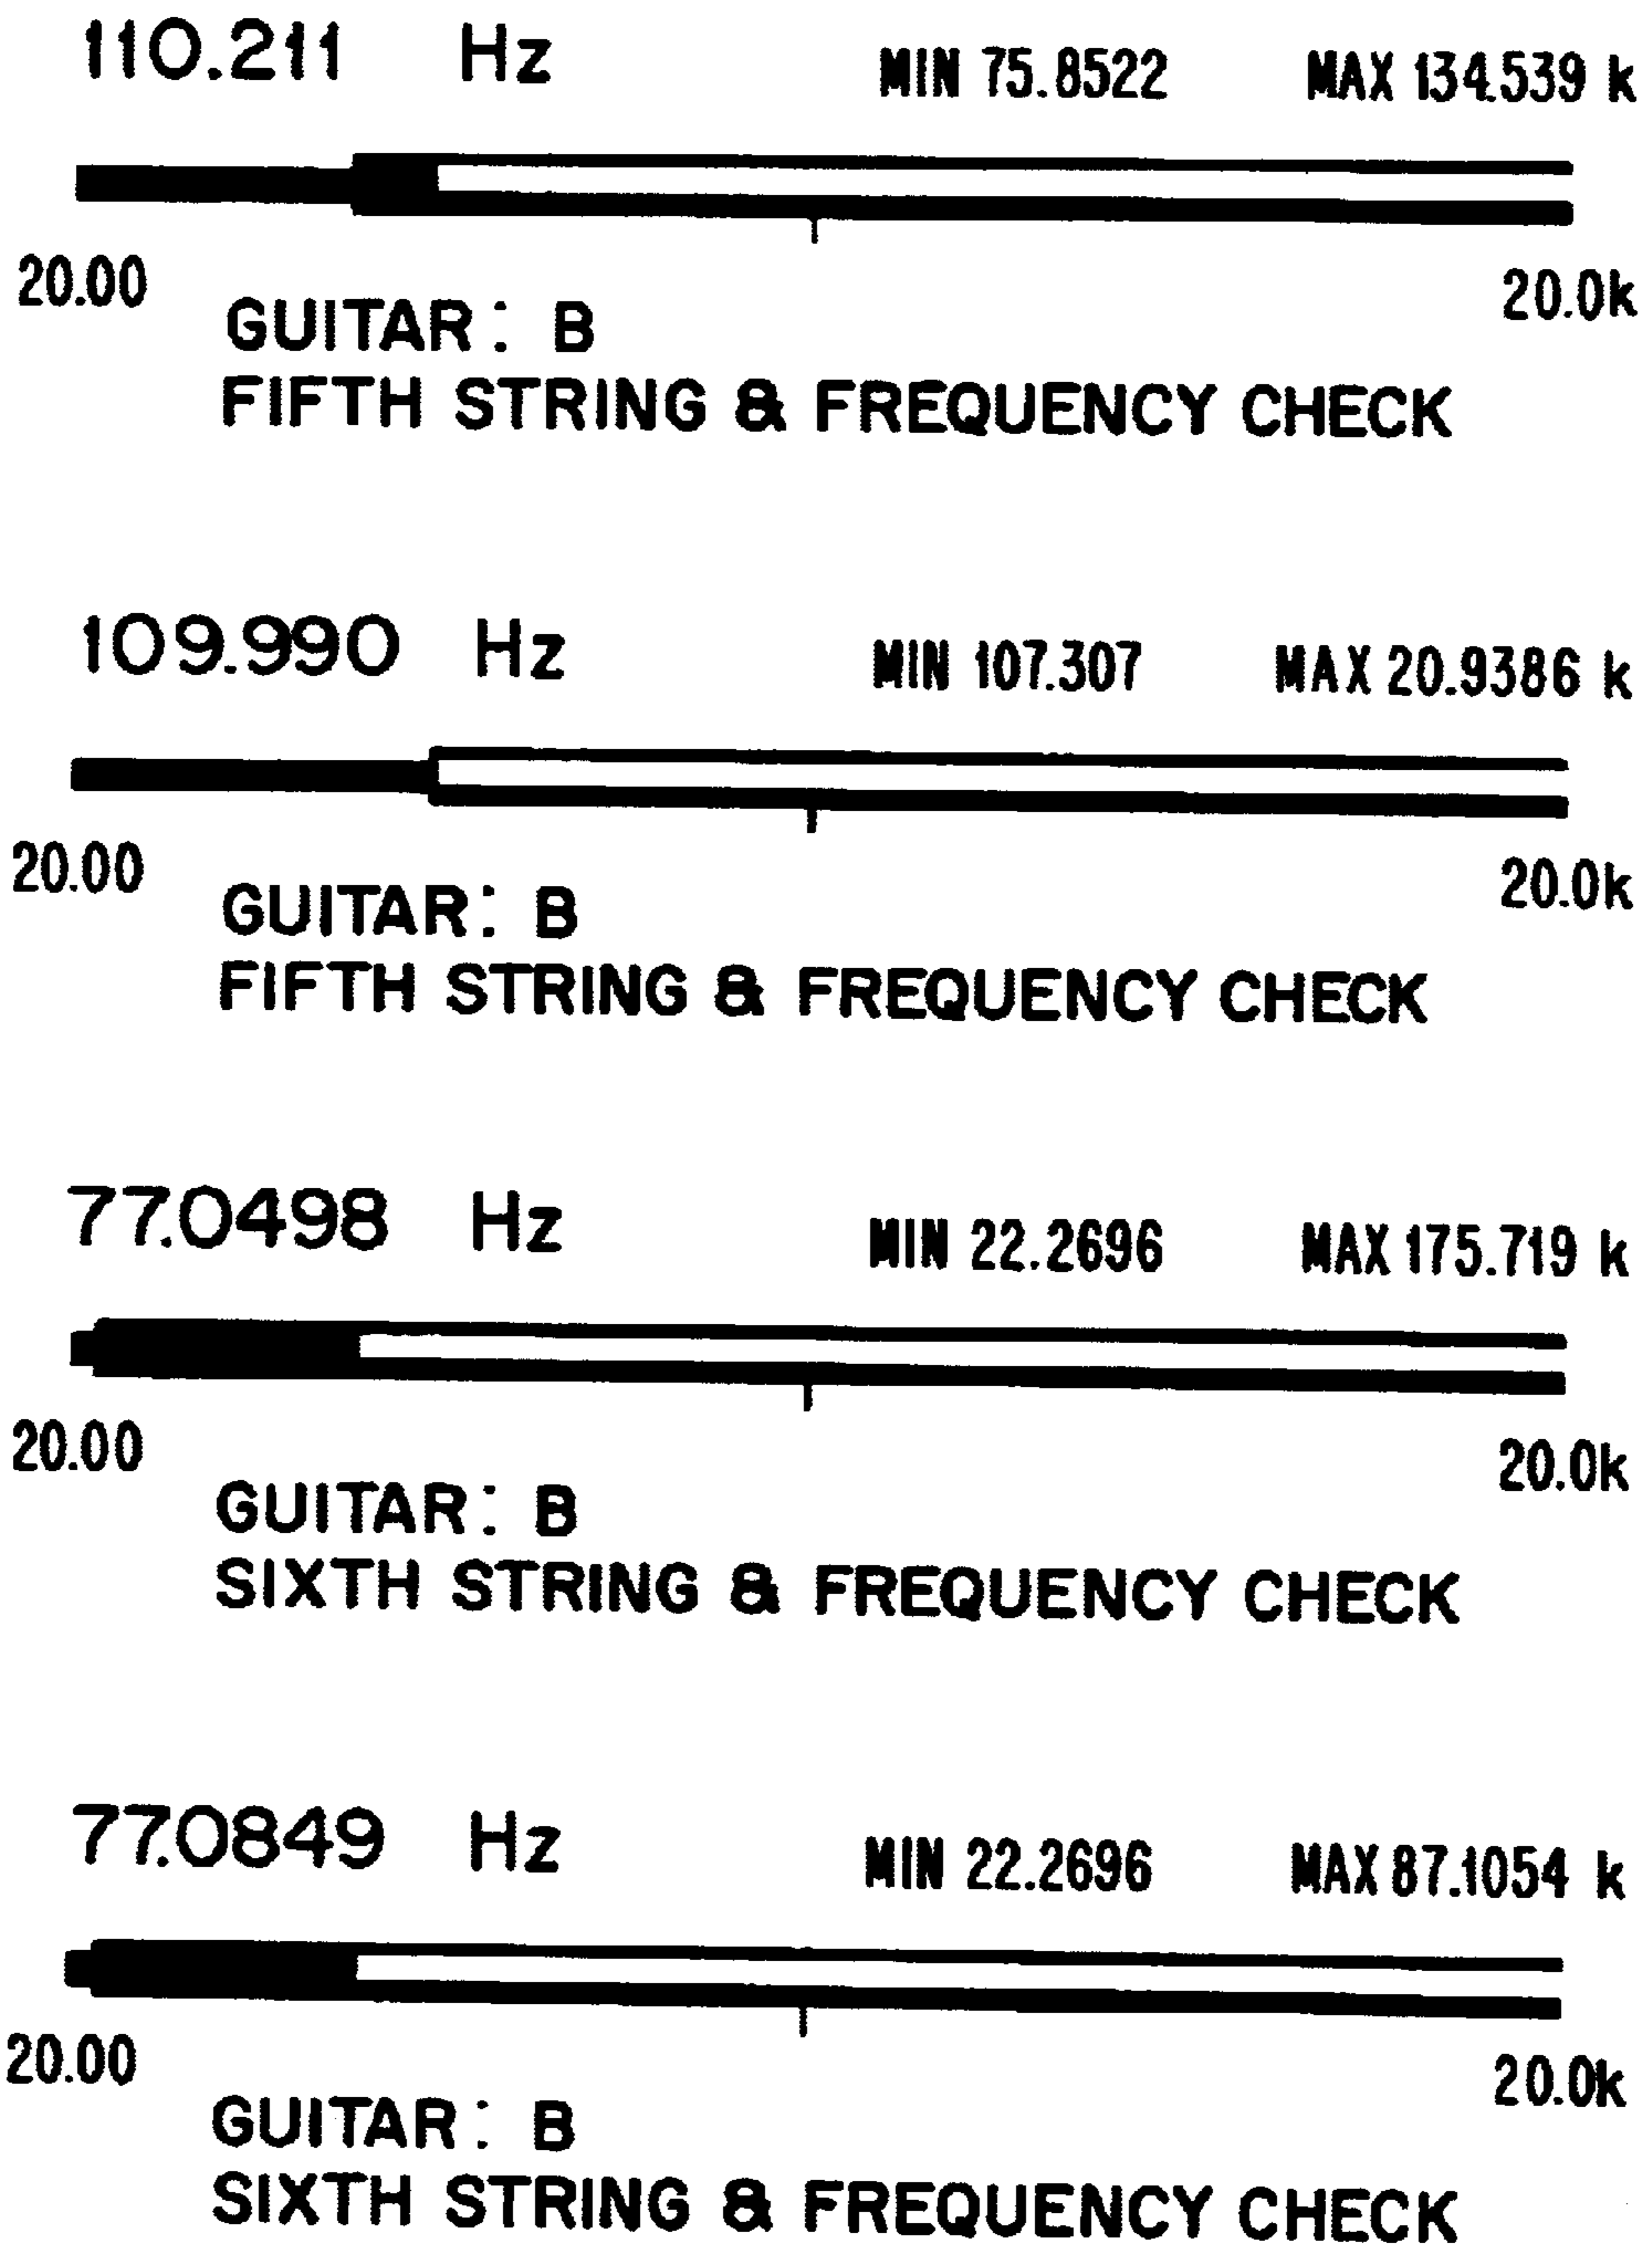 110.211 Hz MIN 75.8522 MAX 134.539 k
20.00 20.0k
GUITAR: B
FIFTH STRING & FREQUENCY CHECK
109.990 Hz MIN 107.307 MAX 20.9386 k
20.00 20.0k
GUITAR: B
FIFTH STRING & FREQUENCY CHECK
77.0498 Hz MIN 22.2696 MAX 175.719 k
20.00 20.0k
GUITAR: B
SIXTH STRING & FREQUENCY CHECK
77.0849 Hz MIN 22.2696 MAX 87.1054 k
20.00 20.0k
GUITAR: B
SIXTH STRING & FREQUENCY CHECK